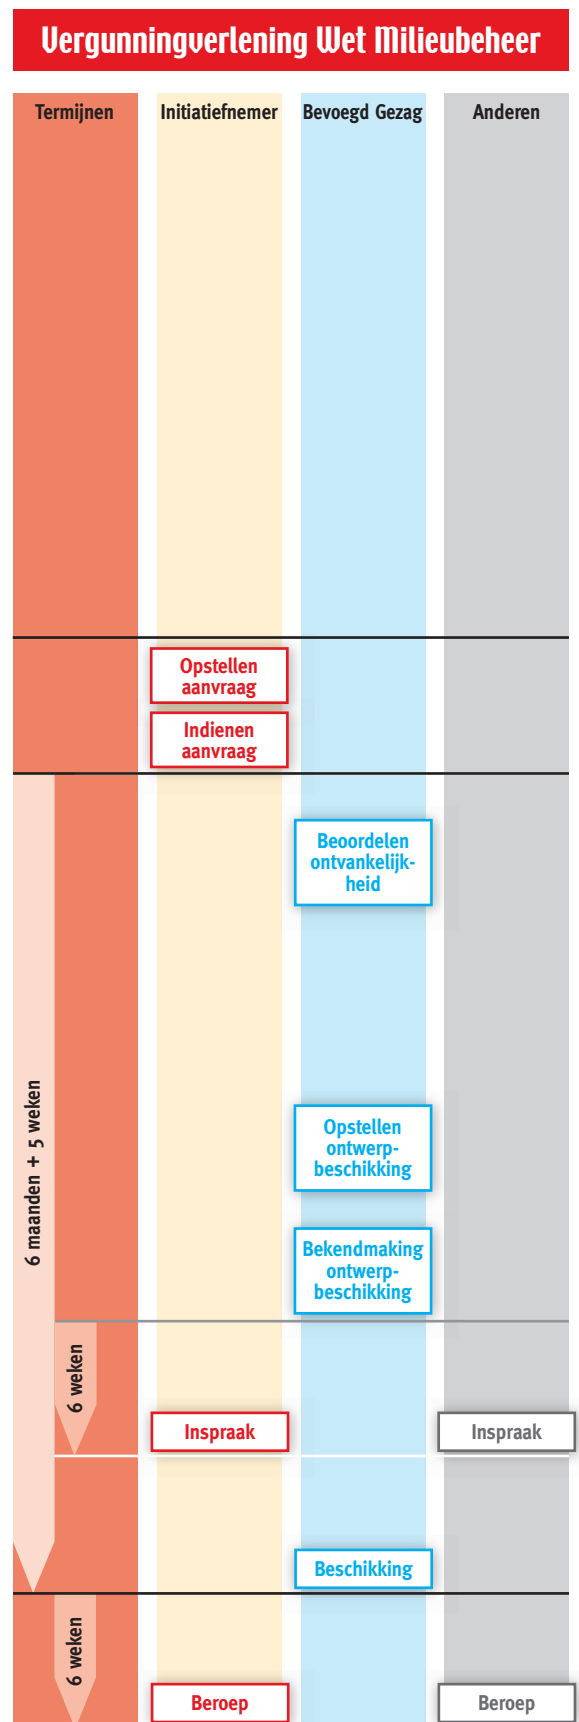 Vergunningverlening Wet Milieubeheer
Termijnen
Initiatiefnemer
Bevoegd Gezag
Anderen
Opstellen
aanvraag
Indienen
aanvraag
Beoordelen
ontvankelijk-
heid
6 maanden + 5 weken
Opstellen
ontwerp-
beschikking
Bekendmaking
ontwerp-
beschikking
6 weken
Inspraak
Inspraak
Beschikking
6 weken
Beroep
Beroep